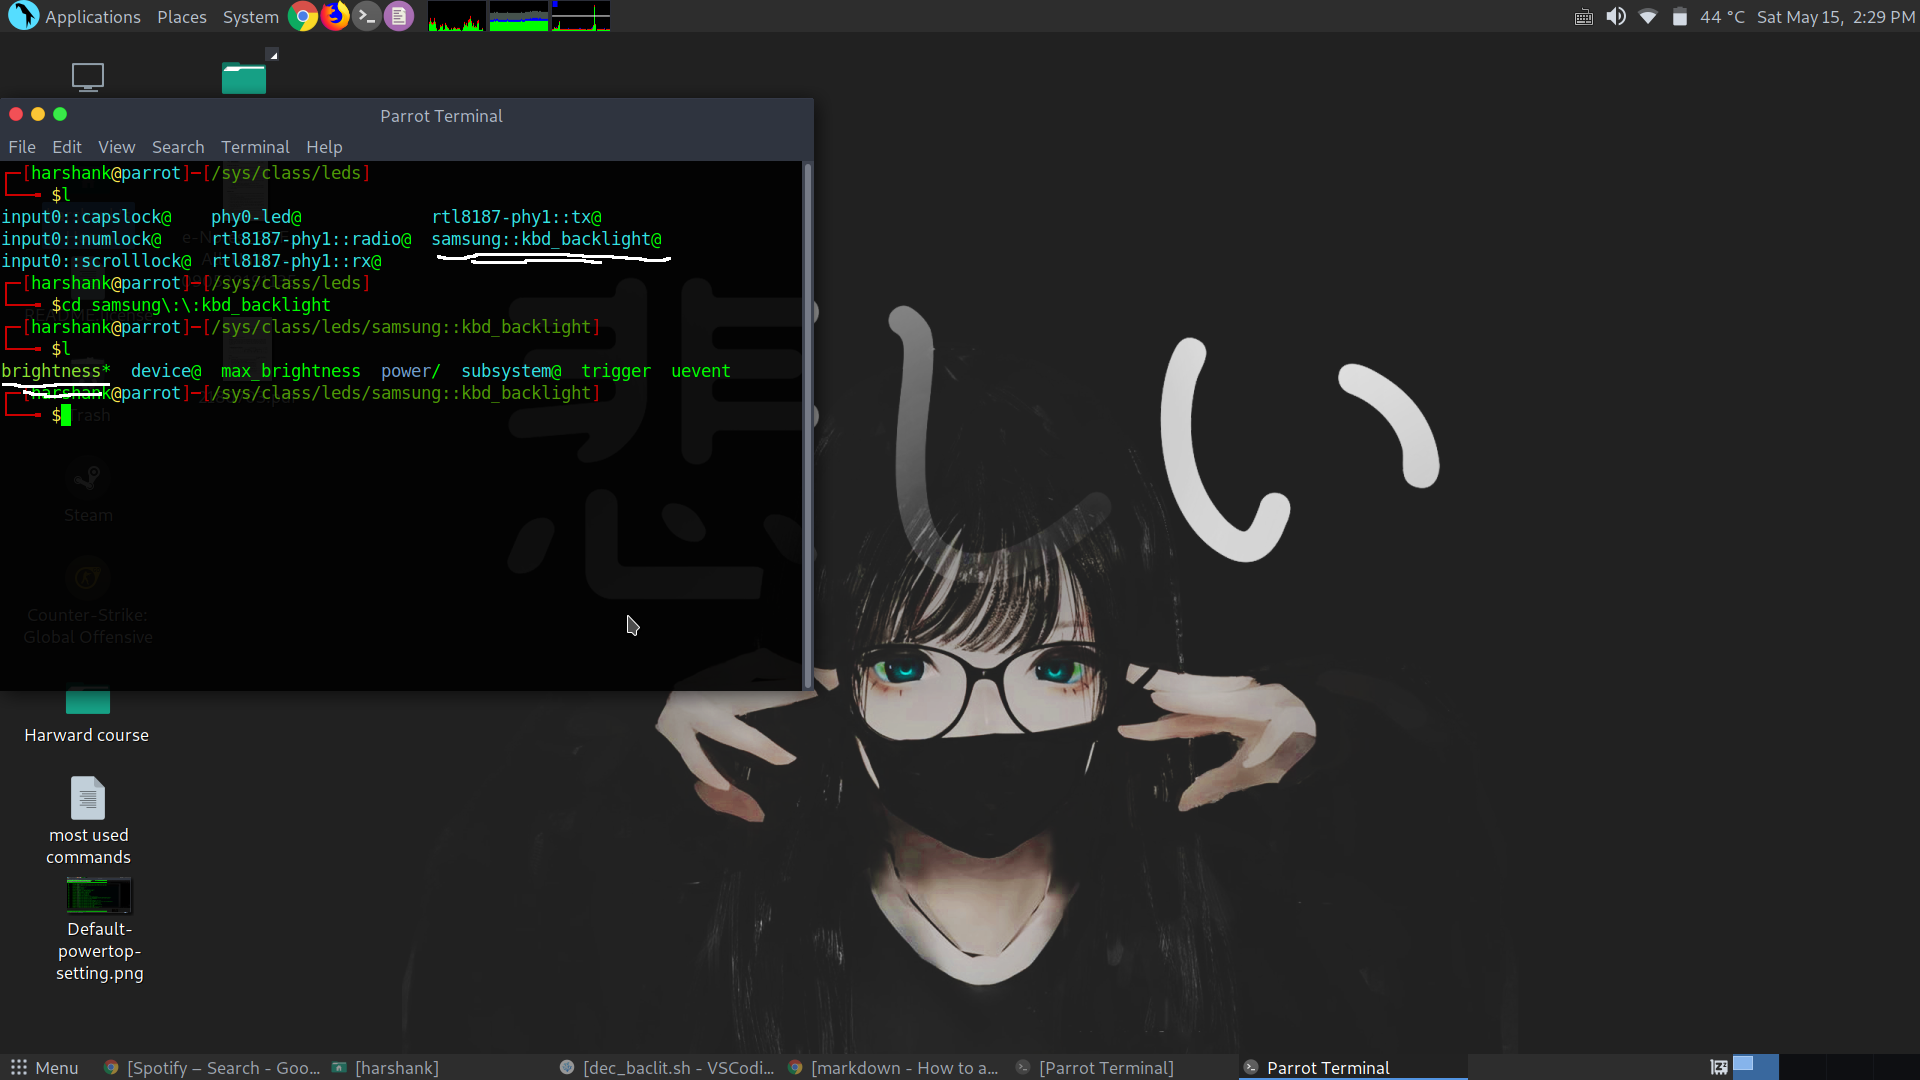 Applications Places System 44 °C Sat May 15, 2:29 PM
Parrot Terminal
File Edit View Search Terminal Help
┌─[harshank@parrot]─[/sys/class/leds]
└──╼ $l
input0::capslock@ phy0-led@ rtl8187-phy1::tx@
input0::numlock@ rtl8187-phy1::radio@ samsung::kbd_backlight@
input0::scrolllock@ rtl8187-phy1::rx@
┌─[harshank@parrot]─[/sys/class/leds]
└──╼ $cd samsung\:\:kbd_backlight
┌─[harshank@parrot]─[/sys/class/leds/samsung::kbd_backlight]
└──╼ $l
brightness* device@ max_brightness power/ subsystem@ trigger uevent
┌─[harshank@parrot]─[/sys/class/leds/samsung::kbd_backlight]
└──╼ $
Trash
Steam
Counter-Strike:
Global Offensive
悲しい
Harward course
most used
commands
Default-
powertop-
setting.png
Menu [Spotify – Search - Goo... [harshank] [dec_baclit.sh - VSCodi... [markdown - How to a... [Parrot Terminal] Parrot Terminal